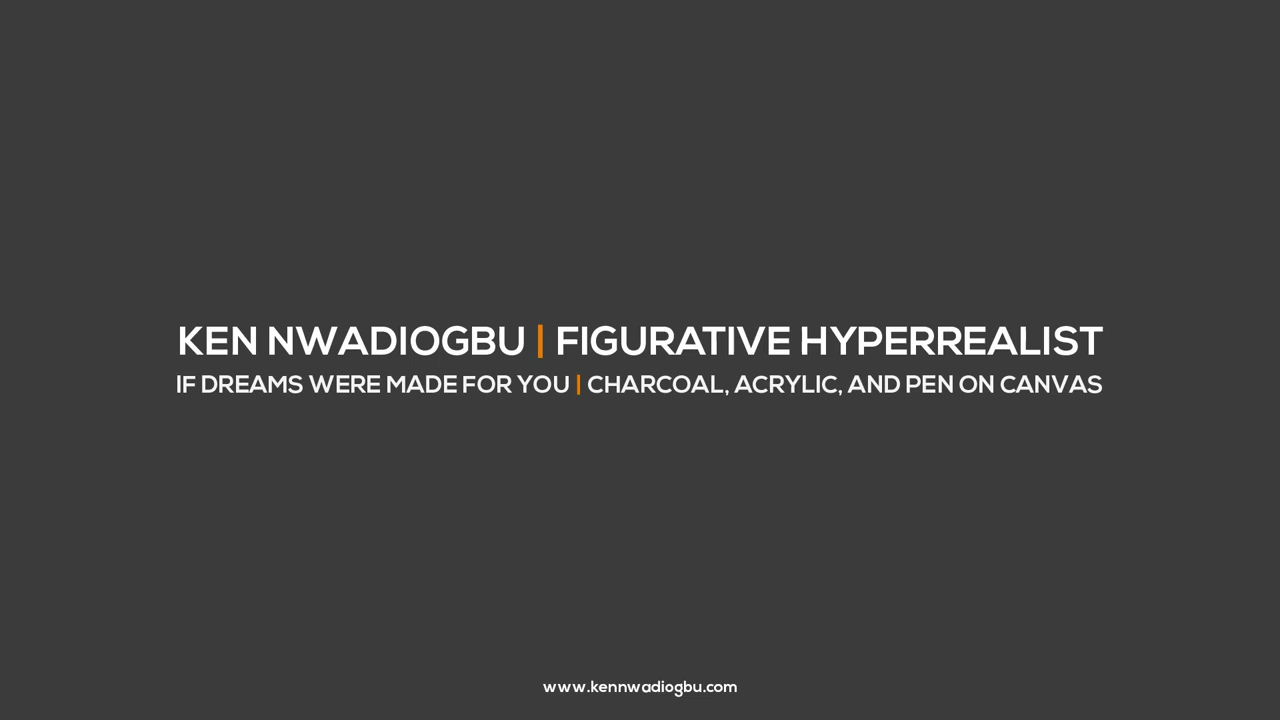 KEN NWADIOGBU | FIGURATIVE HYPERREALIST
IF DREAMS WERE MADE FOR YOU | CHARCOAL, ACRYLIC, AND PEN ON CANVAS
www.kennwadiogbu.com